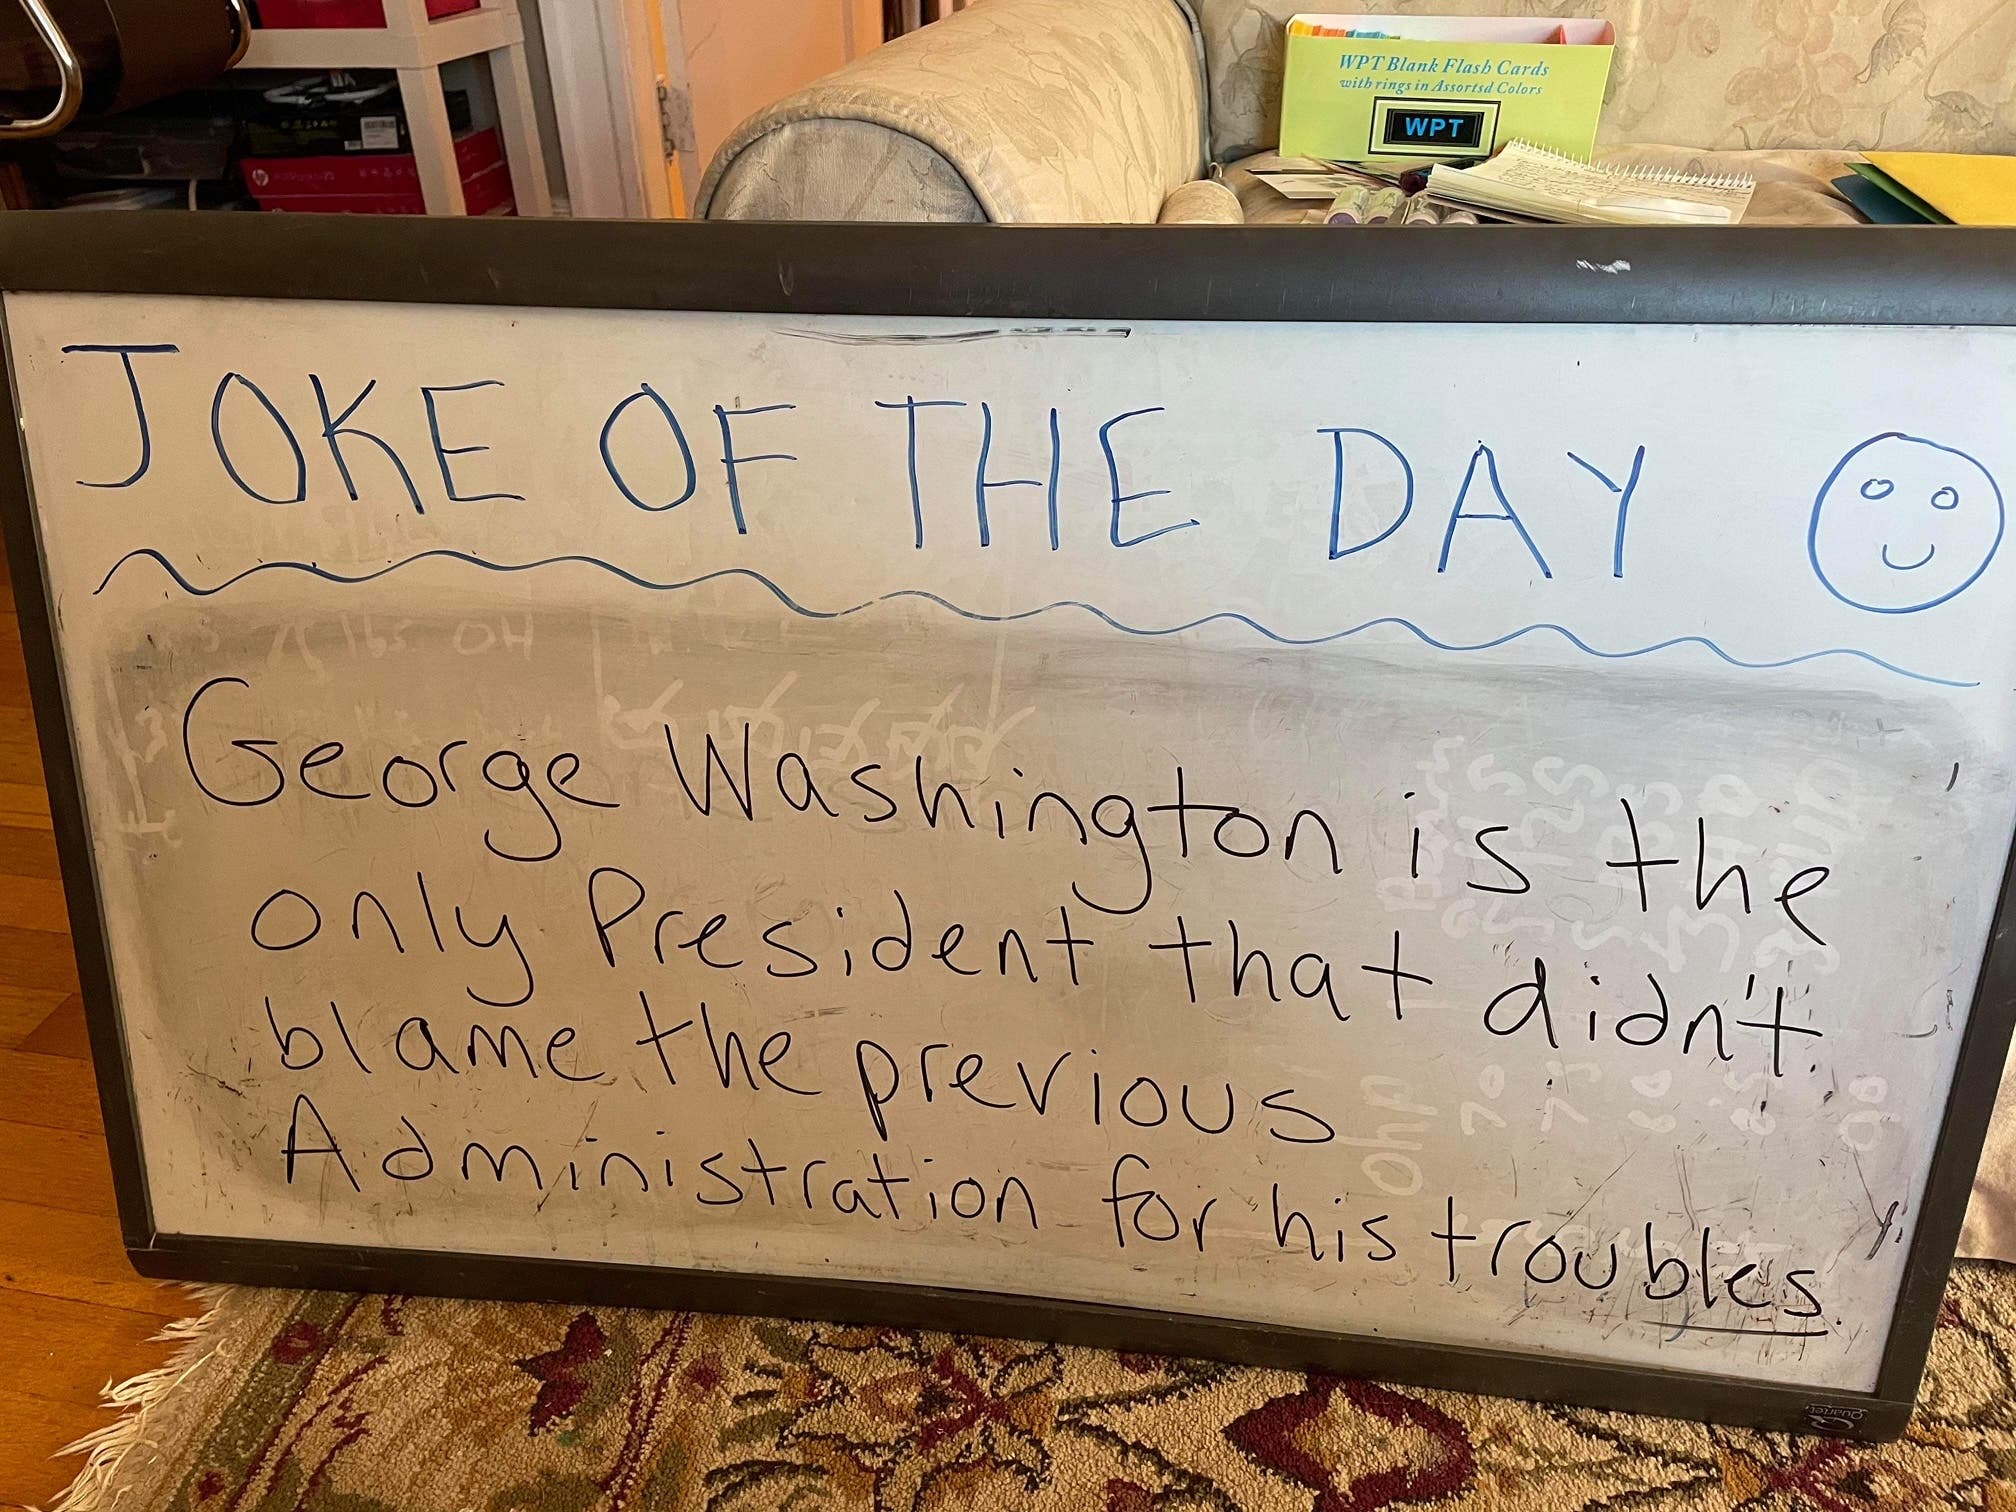 WPT Blank Flash Cards
with rings in Assortsd Colors
WPT
JOKE OF THE DAY
George Washington is the
only President that didn't
blame the previous
Administration for his troubles
Quartet